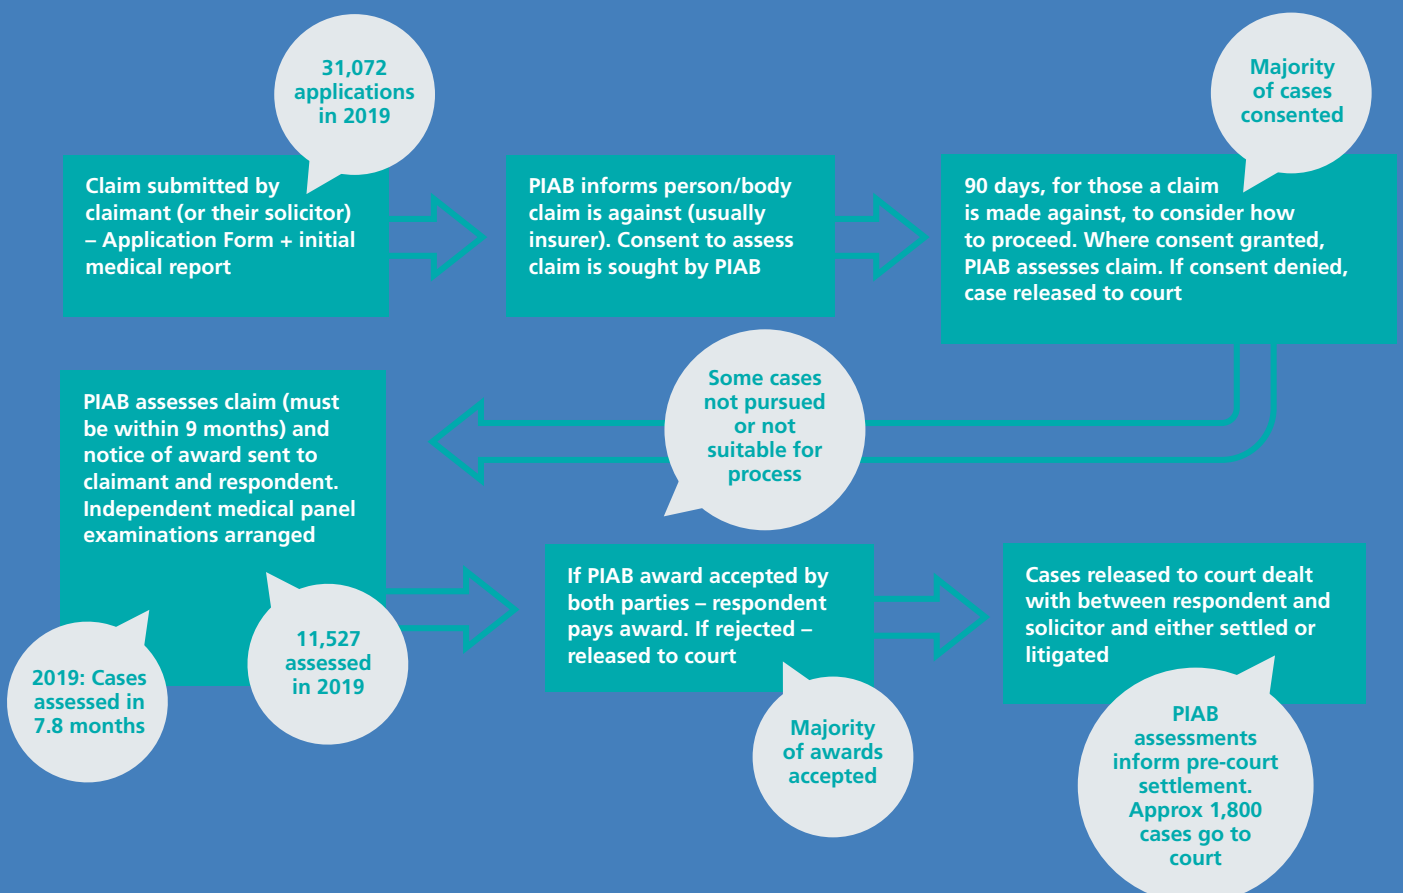 31,072
applications
in 2019
Majority
of cases
consented
Claim submitted by
claimant (or their solicitor)
– Application Form + initial
medical report
PIAB informs person/body
claim is against (usually
insurer). Consent to assess
claim is sought by PIAB
90 days, for those a claim
is made against, to consider how
to proceed. Where consent granted,
PIAB assesses claim. If consent denied,
case released to court
Some cases
not pursued
or not
suitable for
process
PIAB assesses claim (must
be within 9 months) and
notice of award sent to
claimant and respondent.
Independent medical panel
examinations arranged
2019: Cases
assessed in
7.8 months
11,527
assessed
in 2019
If PIAB award accepted by
both parties – respondent
pays award. If rejected –
released to court
Majority
of awards
accepted
Cases released to court dealt
with between respondent and
solicitor and either settled or
litigated
PIAB
assessments
inform pre-court
settlement.
Approx 1,800
cases go to
court